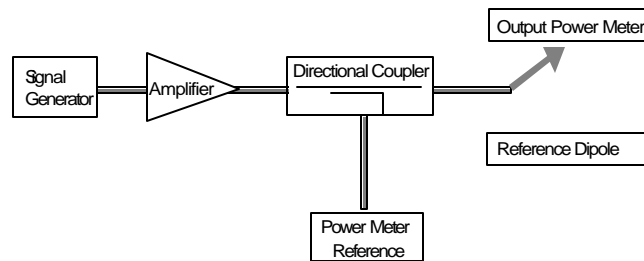 Output Power Meter
Signal
Generator
Amplifier
Directional Coupler
Reference Dipole
Power Meter
Reference